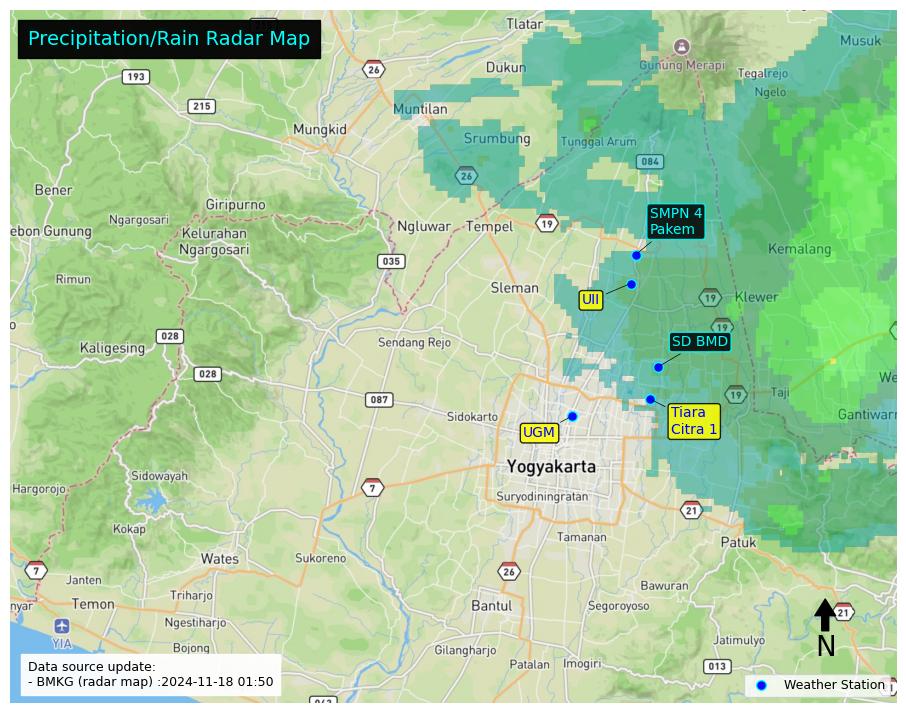 Precipitation/Rain Radar Map
Tlatar
Musuk
26
Dukun
Gunung Merapi
Tegalrejo
193
Ngelo
215
Muntilan
Mungkid
Srumbung
Tunggal Arum
084
26
Bener
Giripurno
SMPN 4
Pakem
Ngargosari
ebon Gunung
Kelurahan
Ngargosari
Ngluwar
Tempel
19
Kemalang
035
Rimun
Sleman
UII
19
Klewer
19
028
Kaligesing
Sendang Rejo
SD BMD
028
We
087
Sidokarto
19
Taji
Tiara
Citra 1
Gantiwarn
UGM
Yogyakarta
Sidowayah
Hargorojo
7
Suryodiningratan
21
Kokap
Tamanan
Patuk
Wates
Sukoreno
7
26
Janten
Bawuran
Triharjo
nyar
Temon
Bantul
Segoroyoso
21
YIA
Ngestiharjo
N
Bojong
Gilangharjo
Jatimulyo
Patalan
Imogiri
013
Data source update:
- BMKG (radar map) :2024-11-18 01:50
Weather Station